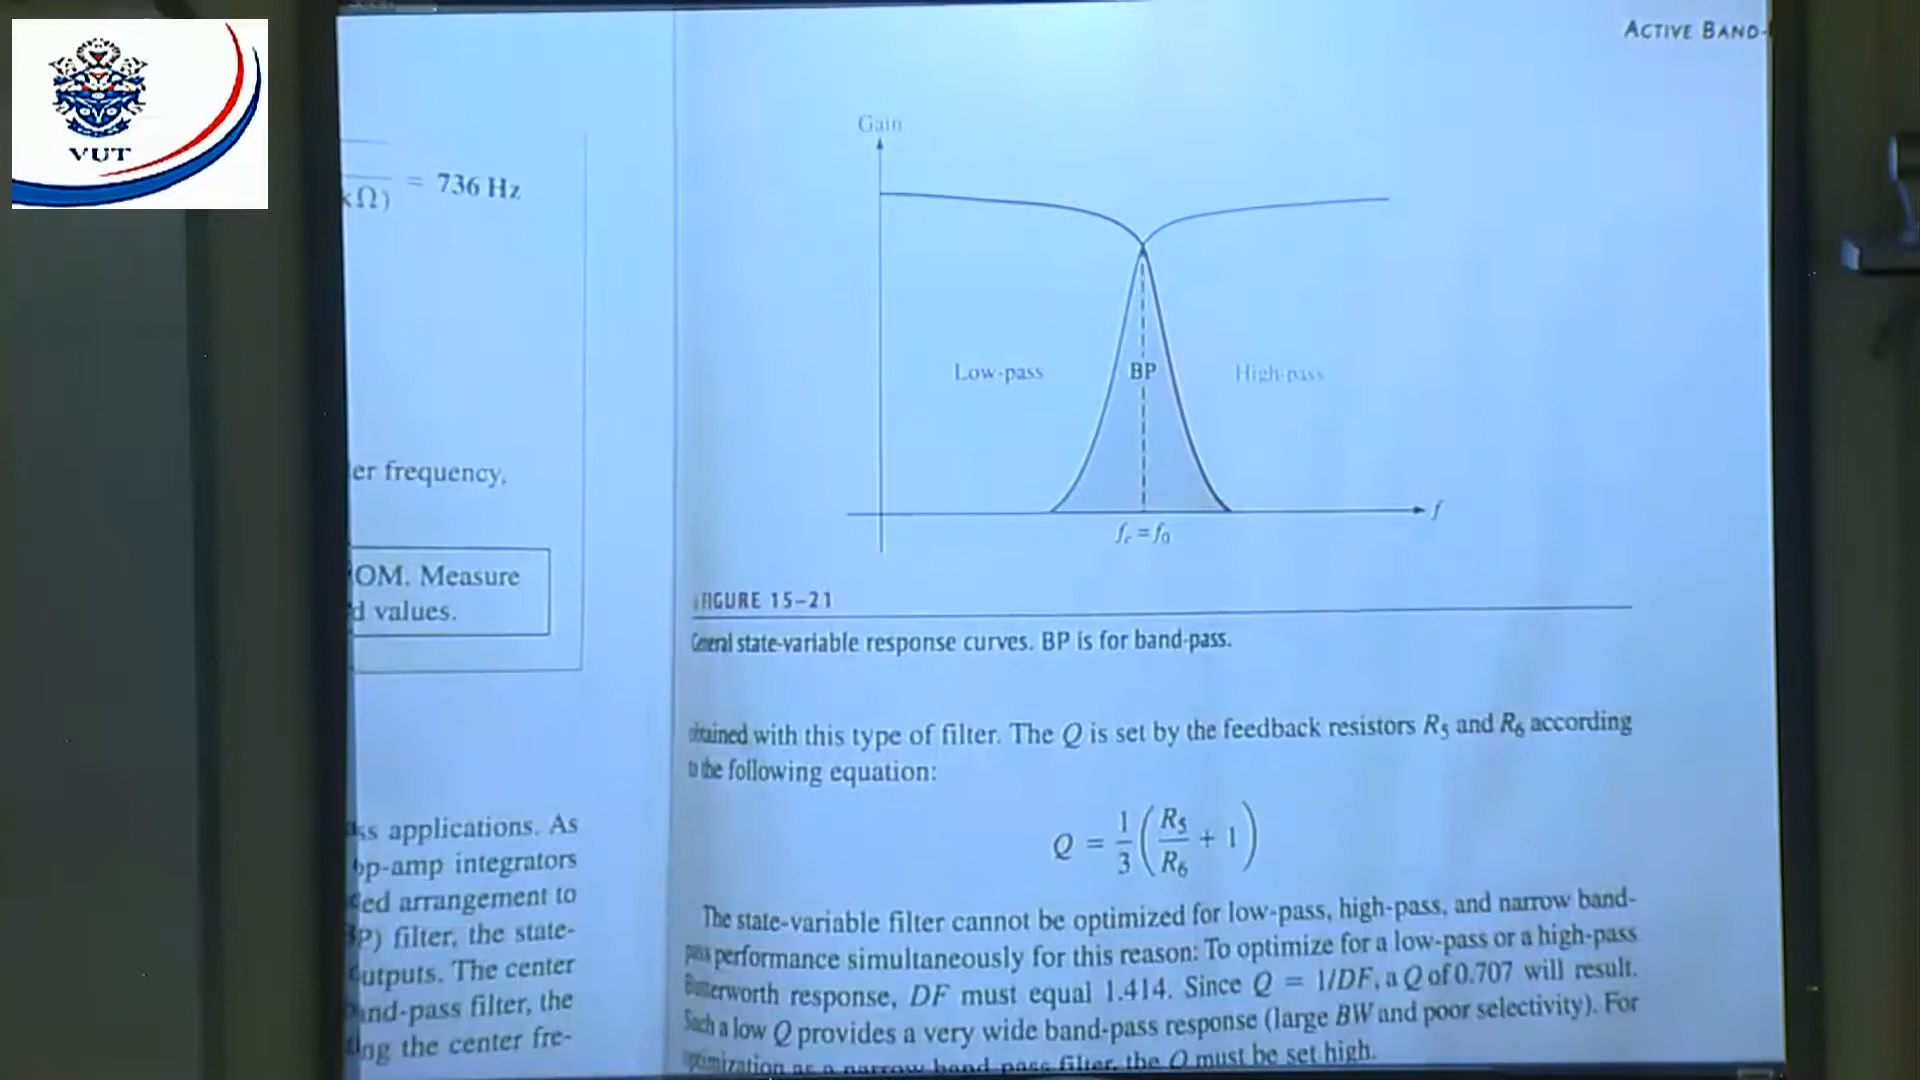 VUT
ACTIVE BAND-
= 736 Hz
kΩ)
er frequency,
OM. Measure
d values.
ss applications. As
op-amp integrators
arrangement to
P) filter, the state-
outputs. The center
and-pass filter, the
ing the center fre-
Gain
Low-pass
BP
High-pass
f
fc = f0
FIGURE 15–21
General state-variable response curves. BP is for band-pass.
with this type of filter. The Q is set by the feedback resistors R5 and R6 according
to the following equation:
Q = 1/3 (R5/R6 + 1)
The state-variable filter cannot be optimized for low-pass, high-pass, and narrow band-
pass performance simultaneously for this reason: To optimize for a low-pass or a high-pass
Butterworth response, DF must equal 1.414. Since Q = 1/DF, a Q of 0.707 will result.
Such a low Q provides a very wide band-pass response (large BW and poor selectivity). For
optimization as a narrow band-pass filter, the Q must be set high.